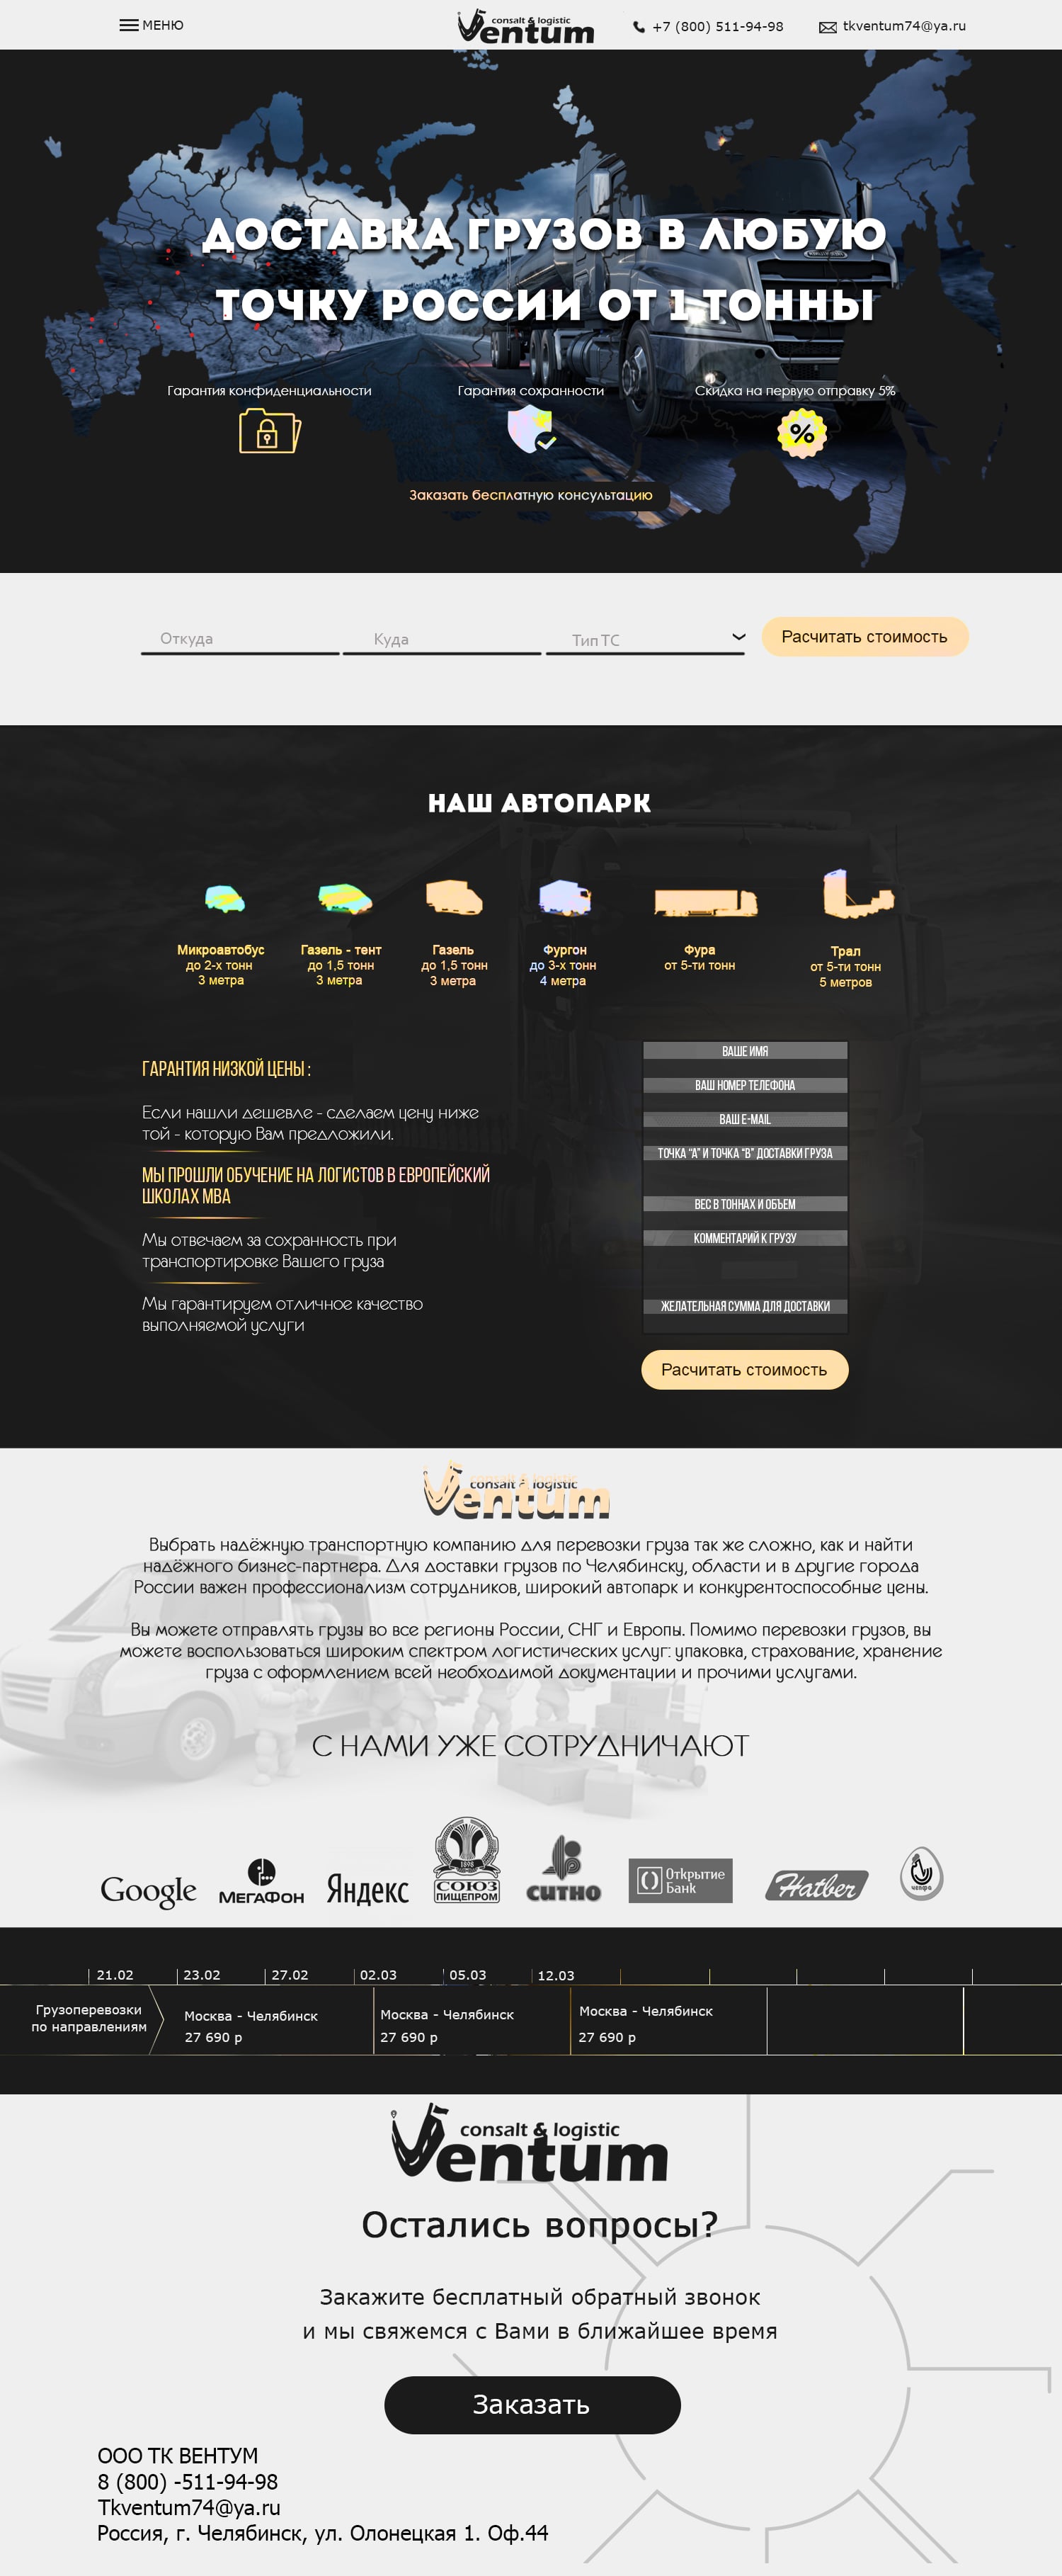 МЕНЮ
consalt & logistic
Ventum
+7 (800) 511-94-98
tkventum74@ya.ru
ДОСТАВКА ГРУЗОВ В ЛЮБУЮ
ТОЧКУ РОССИИ ОТ 1 ТОННЫ
Гарантия конфиденциальности
Гарантия сохранности
Скидка на первую отправку 5%
%
Заказать бесплатную консультацию
Откуда
Куда
Тип ТС
Расчитать стоимость
НАШ АВТОПАРК
Микроавтобус
до 2-х тонн
3 метра
Газель - тент
до 1,5 тонн
3 метра
Газель
до 1,5 тонн
3 метра
Фургон
до 3-х тонн
4 метра
Фура
от 5-ти тонн
Трал
от 5-ти тонн
5 метров
ГАРАНТИЯ НИЗКОЙ ЦЕНЫ :
Если нашли дешевле - сделаем цену ниже
той - которую Вам предложили.
МЫ ПРОШЛИ ОБУЧЕНИЕ НА ЛОГИСТОВ В ЕВРОПЕЙСКИЙ
ШКОЛАХ МВА
Мы отвечаем за сохранность при
транспортировке Вашего груза
Мы гарантируем отличное качество
выполняемой услуги
ВАШЕ ИМЯ
ВАШ НОМЕР ТЕЛЕФОНА
ВАШ E-MAIL
ТОЧКА “А” И ТОЧКА “В” ДОСТАВКИ ГРУЗА
ВЕС В ТОННАХ И ОБЪЕМ
КОММЕНТАРИЙ К ГРУЗУ
ЖЕЛАТЕЛЬНАЯ СУММА ДЛЯ ДОСТАВКИ
Расчитать стоимость
consalt & logistic
Ventum
Выбрать надёжную транспортную компанию для перевозки груза так же сложно, как и найти
надёжного бизнес-партнера. Для доставки грузов по Челябинску, области и в другие города
России важен профессионализм сотрудников, широкий автопарк и конкурентоспособные цены.
Вы можете отправлять грузы во все регионы России, СНГ и Европы. Помимо перевозки грузов, вы
можете воспользоваться широким спектром логистических услуг: упаковка, страхование, хранение
груза с оформлением всей необходимой документации и прочими услугами.
С НАМИ УЖЕ СОТРУДНИЧАЮТ
Google
МЕГАФОН
Яндекс
1898
СОЮЗ
ПИЩЕПРОМ
СИТНО
Открытие
Банк
Hatber
чепфа
21.02
23.02
27.02
02.03
05.03
12.03
Грузоперевозки
по направлениям
Москва - Челябинск
27 690 р
Москва - Челябинск
27 690 р
Москва - Челябинск
27 690 р
consalt & logistic
Ventum
Остались вопросы?
Закажите бесплатный обратный звонок
и мы свяжемся с Вами в ближайшее время
Заказать
ООО ТК ВЕНТУМ
8 (800) -511-94-98
Tkventum74@ya.ru
Россия, г. Челябинск, ул. Олонецкая 1. Оф.44